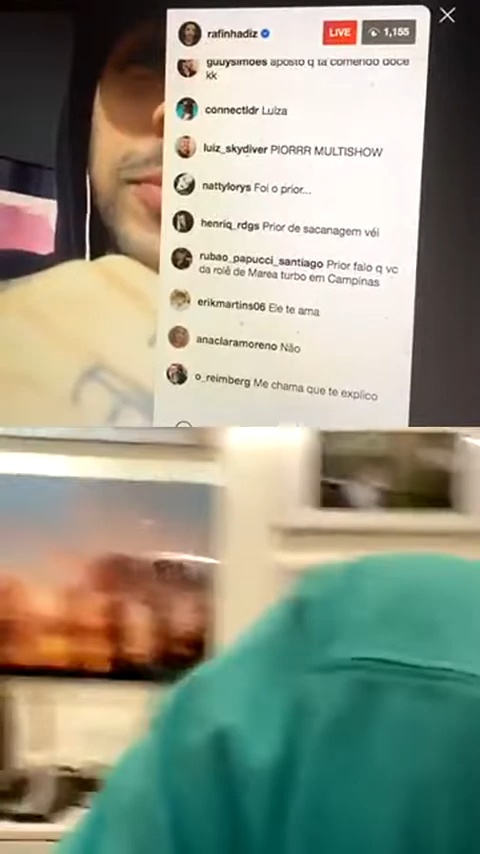 rafinhadiz LIVE 1,155
guuysimoes aposto q ta comendo doce
kk
connectldr Luiza
luiz_skydiver PIORRR MULTISHOW
nattylorys Foi o prior...
henriq_rdgs Prior de sacanagem véi
rubao_papucci_santiago Prior falo q vc
da rolê de Marea turbo em Campinas
erikmartins06 Ele te ama
anaclaramoreno Não
o_reimberg Me chama que te explico